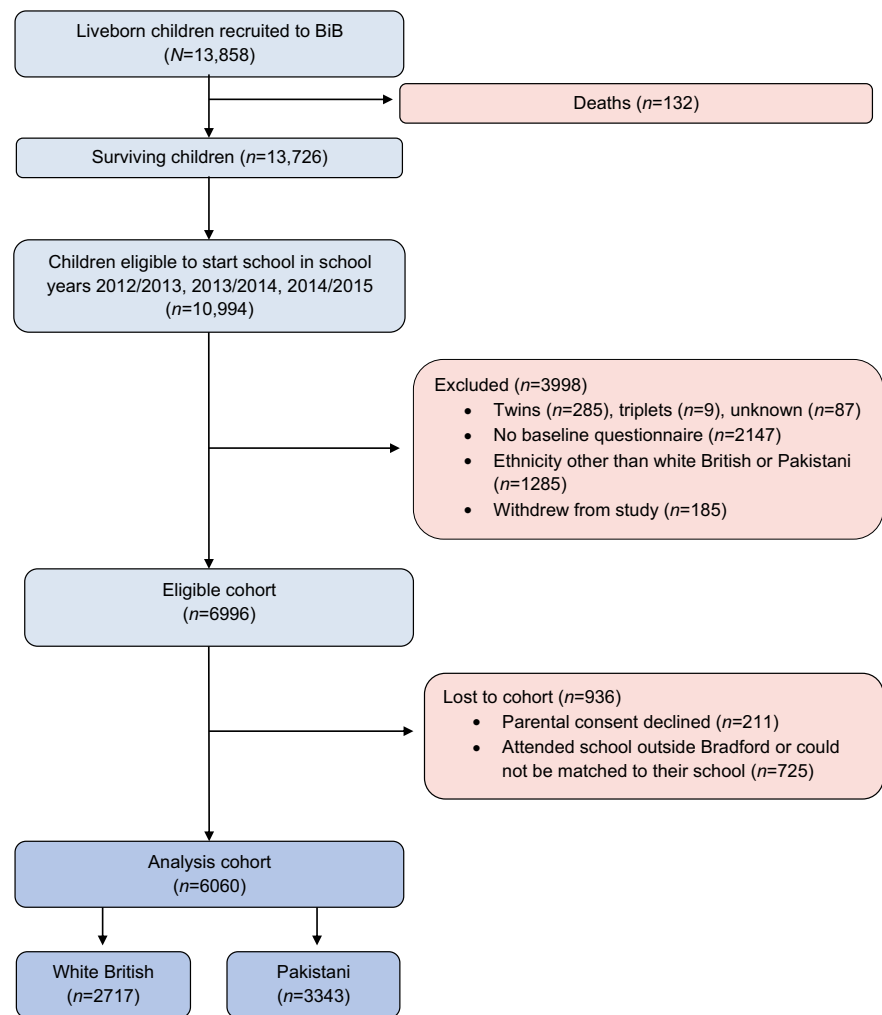 Liveborn children recruited to BiB
(N=13,858)
Deaths (n=132)
Surviving children (n=13,726)
Children eligible to start school in school
years 2012/2013, 2013/2014, 2014/2015
(n=10,994)
Excluded (n=3998)
• Twins (n=285), triplets (n=9), unknown (n=87)
• No baseline questionnaire (n=2147)
• Ethnicity other than white British or Pakistani
(n=1285)
• Withdrew from study (n=185)
Eligible cohort
(n=6996)
Lost to cohort (n=936)
• Parental consent declined (n=211)
• Attended school outside Bradford or could
not be matched to their school (n=725)
Analysis cohort
(n=6060)
White British
(n=2717)
Pakistani
(n=3343)